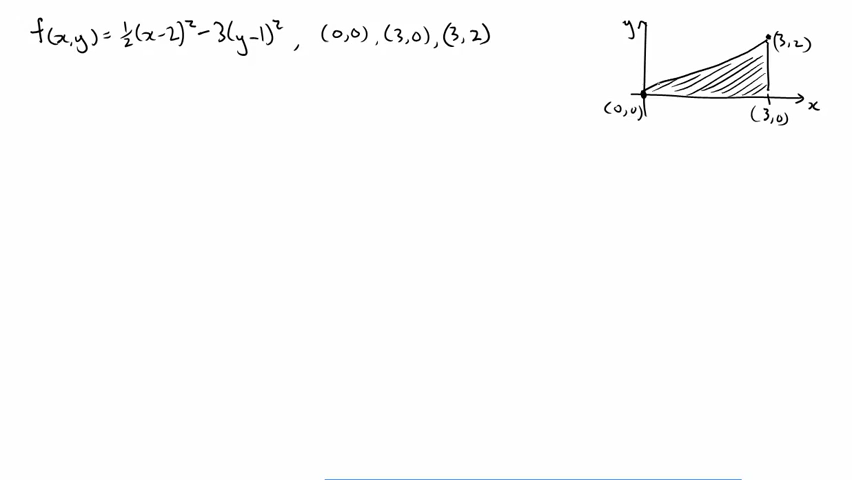 f(x,y) = ½(x-2)² - 3(y-1)² , (0,0) , (3,0) , (3,2)
y
(3,2)
(0,0)
(3,0)
x